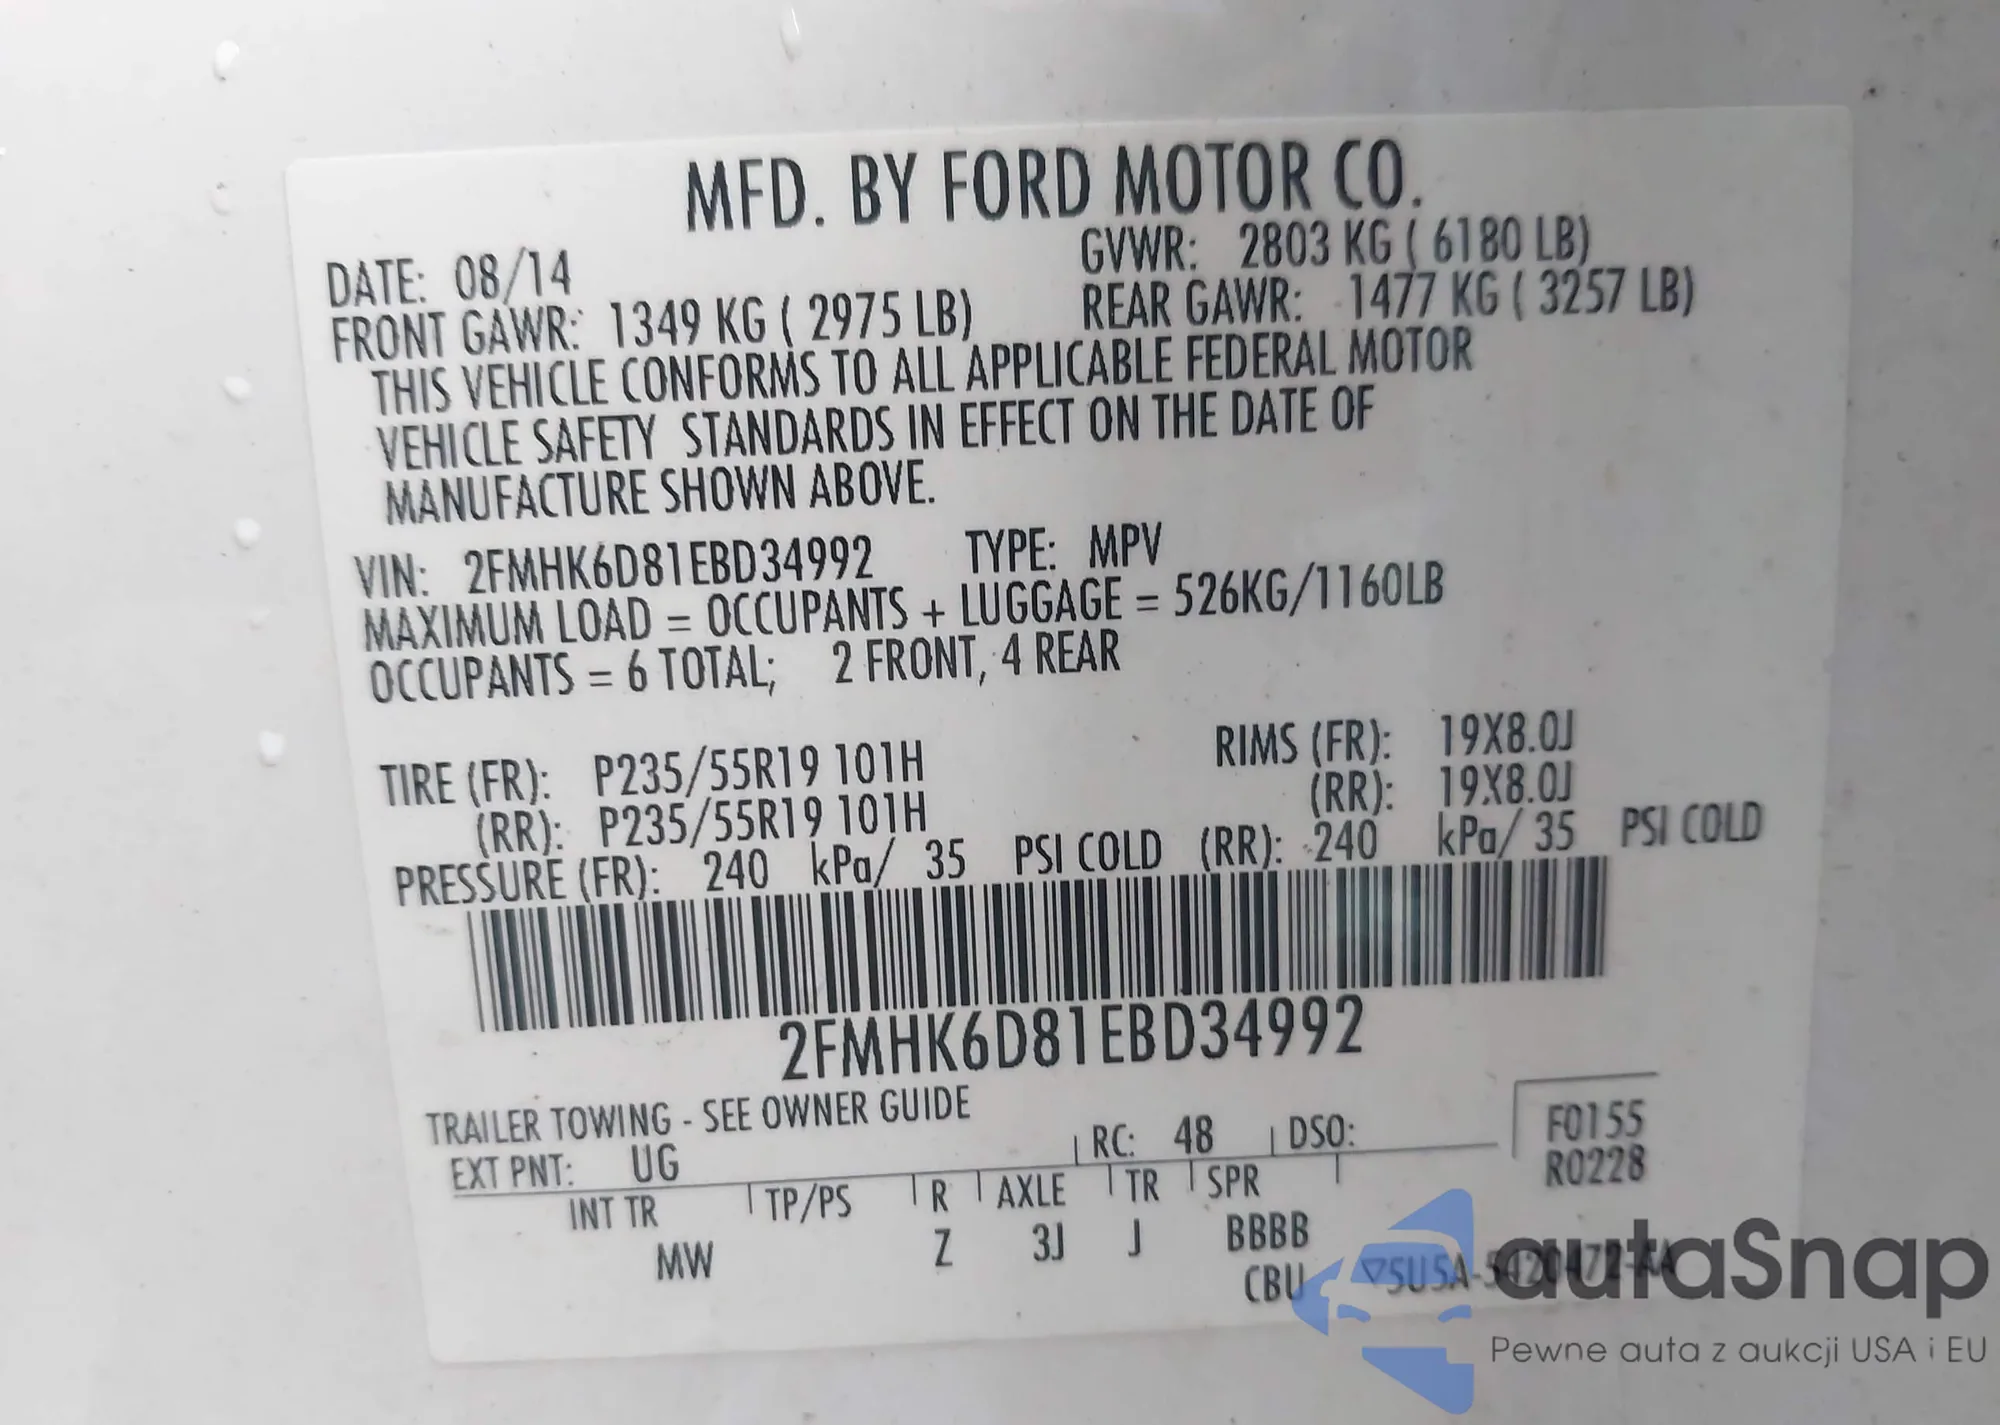 MFD. BY FORD MOTOR CO.
DATE: 08/14 GVWR: 2803 KG ( 6180 LB)
FRONT GAWR: 1349 KG ( 2975 LB) REAR GAWR: 1477 KG ( 3257 LB)
THIS VEHICLE CONFORMS TO ALL APPLICABLE FEDERAL MOTOR
VEHICLE SAFETY STANDARDS IN EFFECT ON THE DATE OF
MANUFACTURE SHOWN ABOVE.
VIN: 2FMHK6D81EBD34992 TYPE: MPV
MAXIMUM LOAD = OCCUPANTS + LUGGAGE = 526KG/1160LB
OCCUPANTS = 6 TOTAL; 2 FRONT, 4 REAR
TIRE (FR): P235/55R19 101H RIMS (FR): 19X8.0J
(RR): P235/55R19 101H (RR): 19X8.0J
PRESSURE (FR): 240 kPa/ 35 PSI COLD (RR): 240 kPa/ 35 PSI COLD
2FMHK6D81EBD34992
TRAILER TOWING - SEE OWNER GUIDE
EXT PNT: UG RC: 48 DSO: F0155
R0228
INT TR TP/PS R AXLE TR SPR
MW Z 3J J BBBB
CBU ▽5U5A-5420472-AA
autaSnap
Pewne auta z aukcji USA i EU